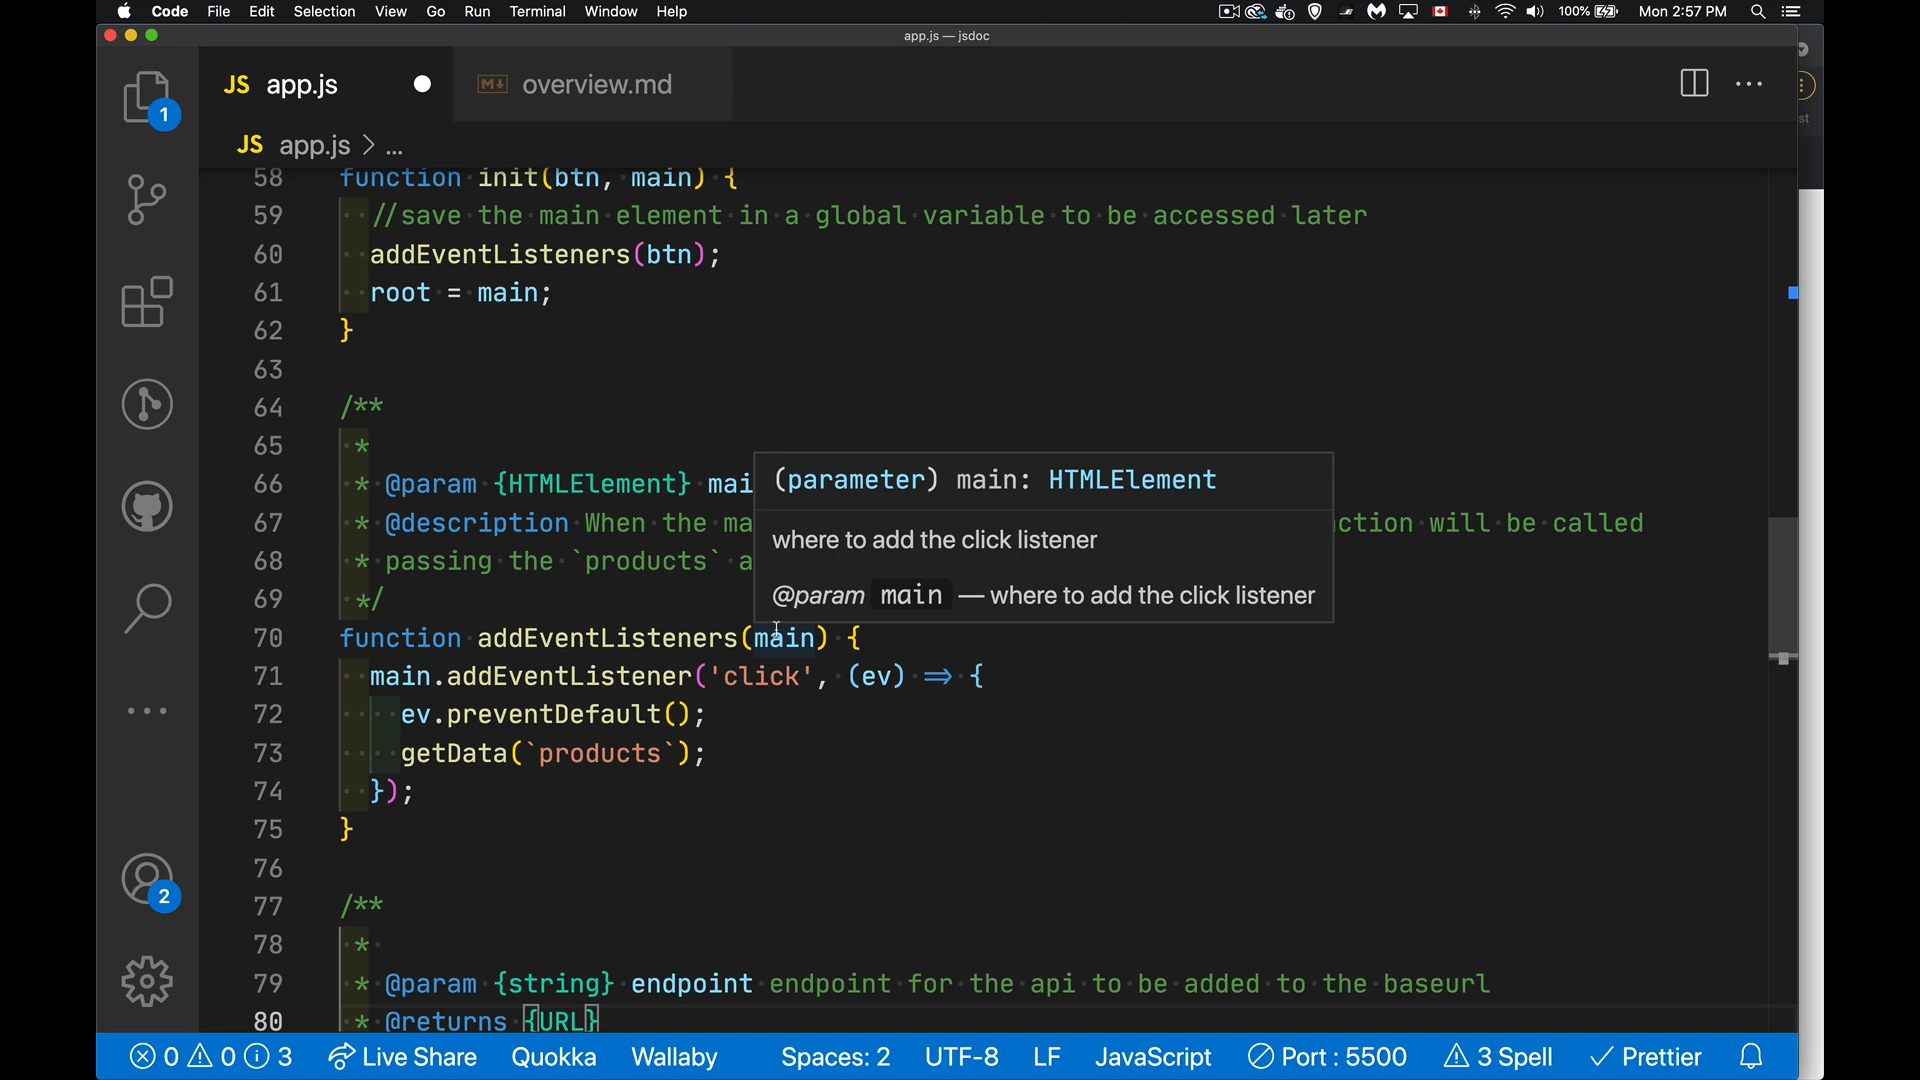 Code File Edit Selection View Go Run Terminal Window Help 100% Mon 2:57 PM
app.js — jsdoc
JS app.js overview.md
JS app.js > ...
1
58 function init(btn, main) {
59 //save the main element in a global variable to be accessed later
60 addEventListeners(btn);
61 root = main;
62 }
63
64 /**
65 *
66 * @param {HTMLElement} mai
67 * @description When the ma ction will be called
68 * passing the `products` a
69 */
(parameter) main: HTMLElement
where to add the click listener
@param main — where to add the click listener
70 function addEventListeners(main) {
71 main.addEventListener('click', (ev) => {
72 ev.preventDefault();
73 getData(`products`);
74 });
75 }
76
77 /**
78 *
79 * @param {string} endpoint endpoint for the api to be added to the baseurl
80 * @returns {URL}
2
0 0 3 Live Share Quokka Wallaby Spaces: 2 UTF-8 LF JavaScript Port : 5500 3 Spell Prettier